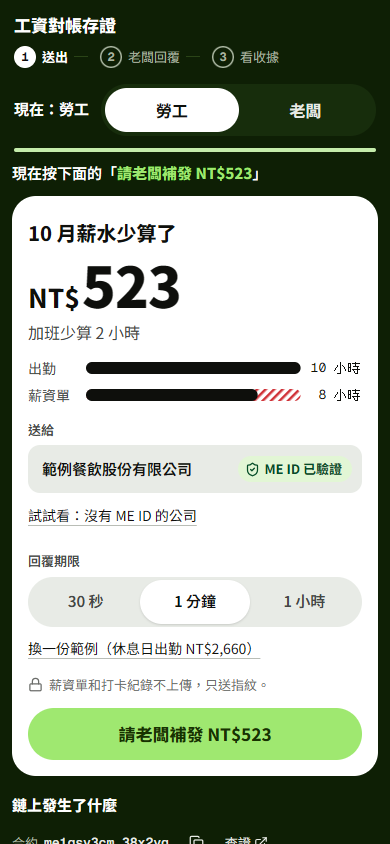 工資對帳存證
1 送出 2 老闆回覆 3 看收據
現在：勞工 勞工 老闆
現在按下面的「請老闆補發 NT$523」
10 月薪水少算了
NT$523
加班少算 2 小時
出勤 10 小時
薪資單 8 小時
送給
範例餐飲股份有限公司 ME ID 已驗證
試試看：沒有 ME ID 的公司
回覆期限
30 秒 1 分鐘 1 小時
換一份範例（休息日出勤 NT$2,660）
薪資單和打卡紀錄不上傳，只送指紋。
請老闆補發 NT$523
鏈上發生了什麼
合約 查證